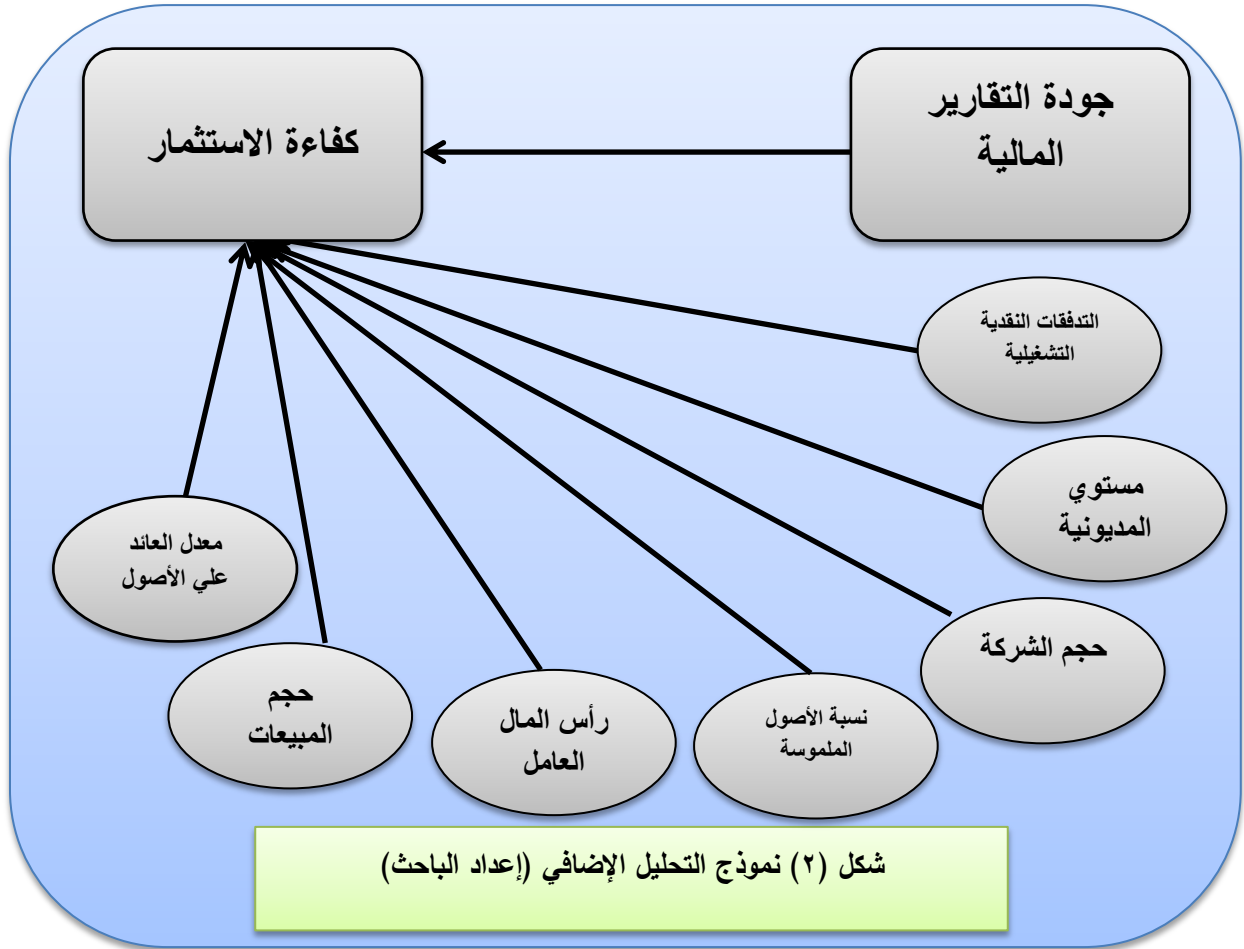 جودة التقارير
المالية
كفاءة الاستثمار
التدفقات النقدية
التشغيلية
مستوي
المديونية
حجم الشركة
نسبة الأصول
الملموسة
رأس المال
العامل
حجم
المبيعات
معدل العائد
علي الأصول
شكل (٢) نموذج التحليل الإضافي (إعداد الباحث)